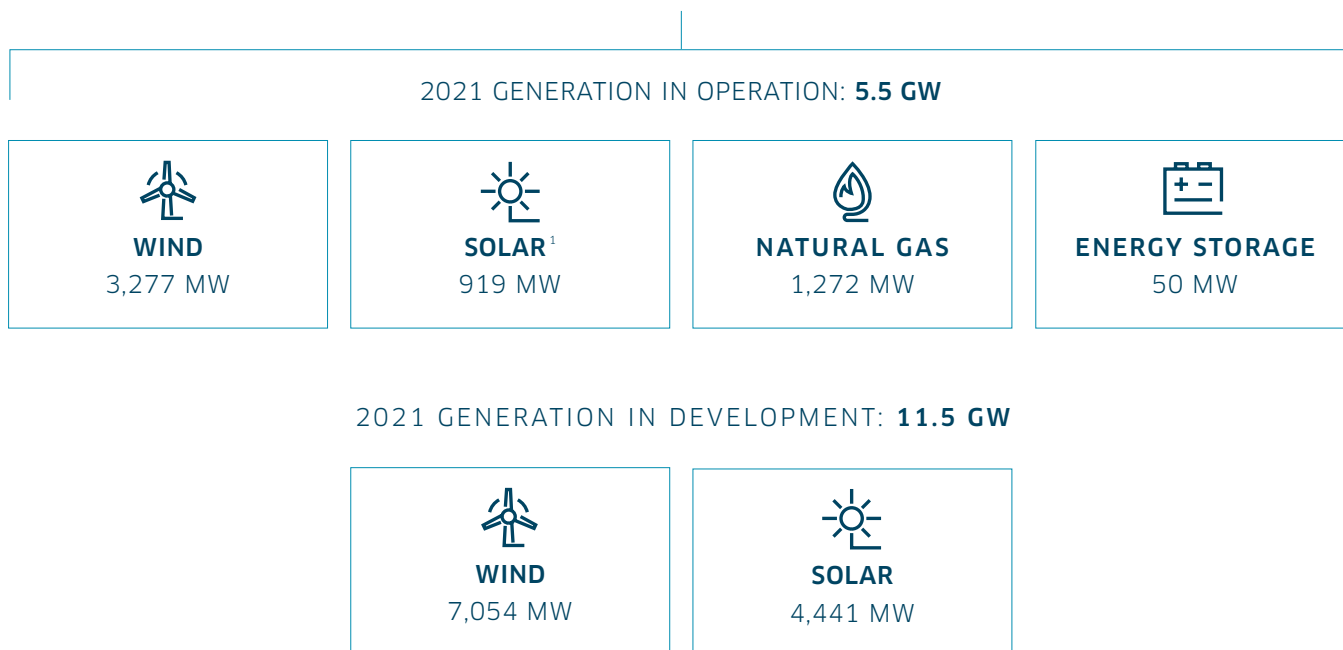 2021 GENERATION IN OPERATION: 5.5 GW
WIND
3,277 MW
SOLAR¹
919 MW
NATURAL GAS
1,272 MW
ENERGY STORAGE
50 MW
2021 GENERATION IN DEVELOPMENT: 11.5 GW
WIND
7,054 MW
SOLAR
4,441 MW